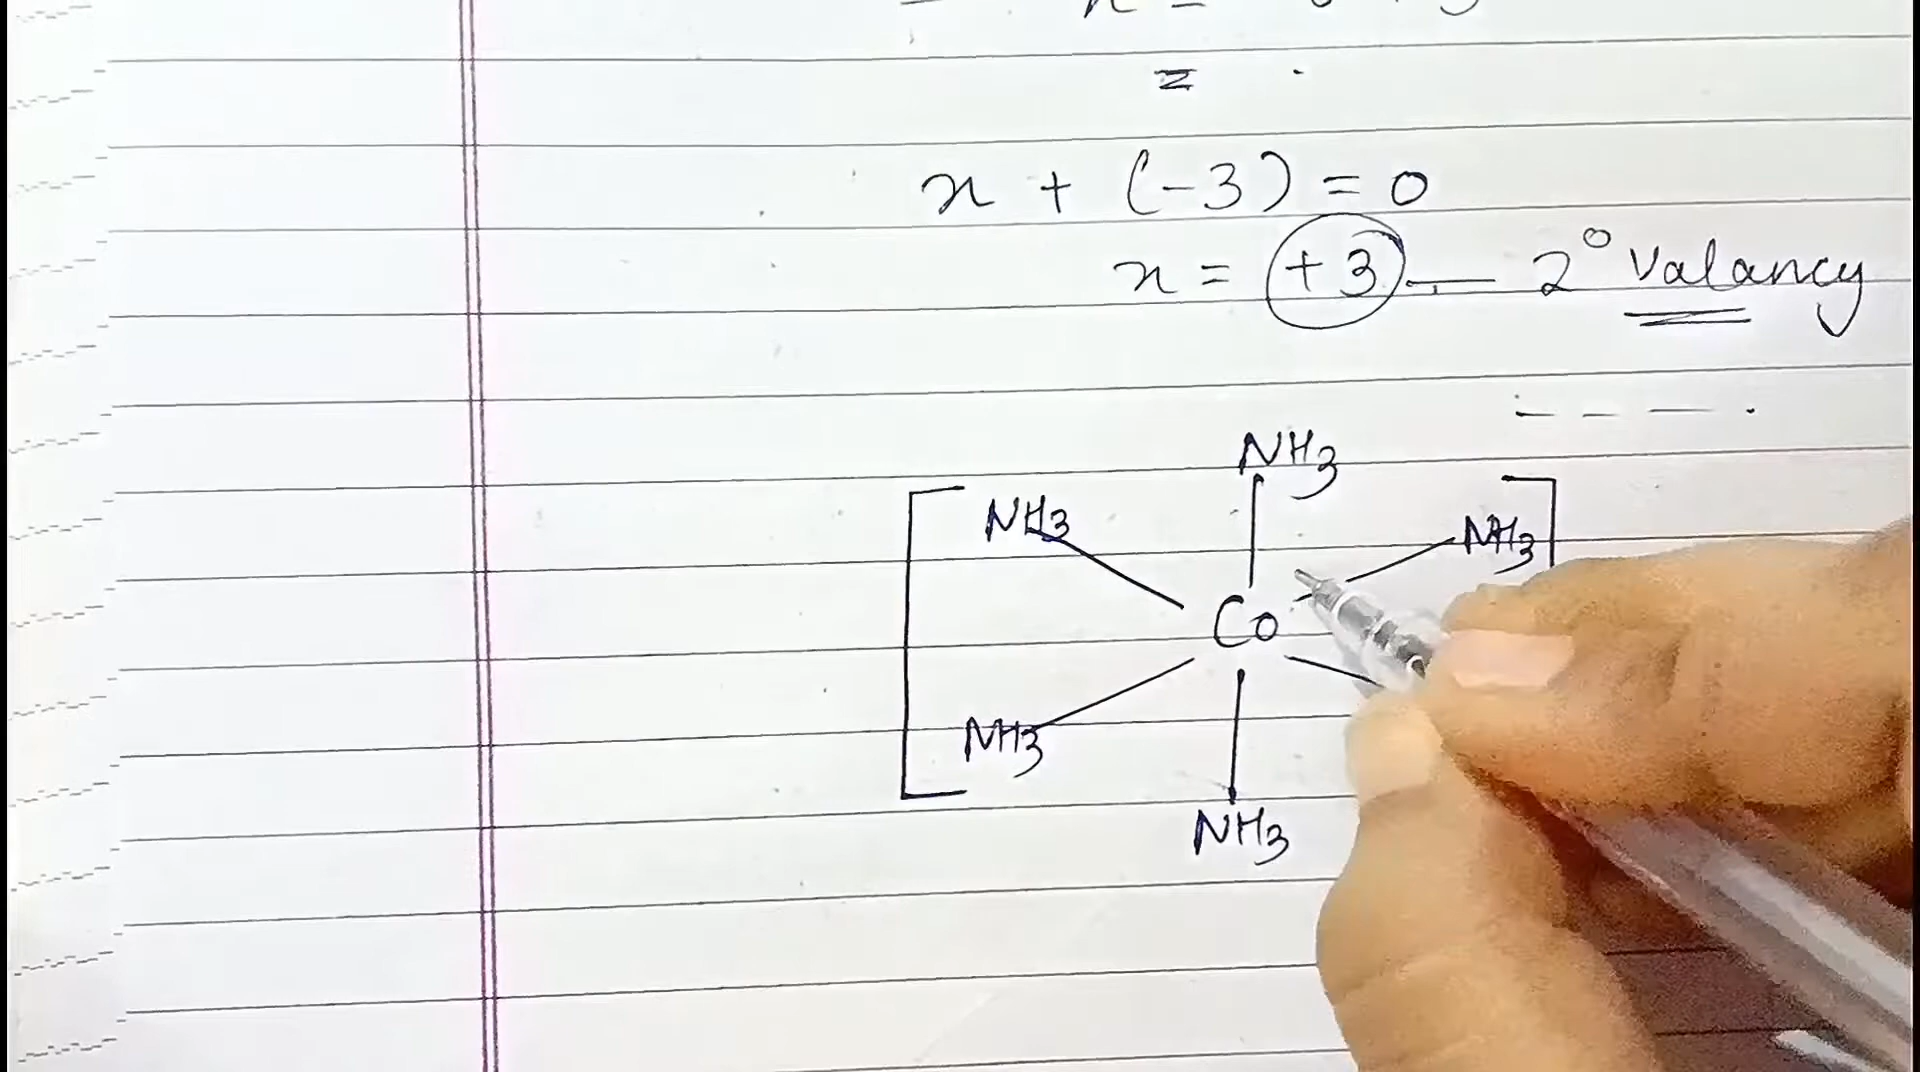 =
x + (-3) = 0
x = +3 — 2° valancy
NH3
NH3 NH3
Co
NH3
NH3